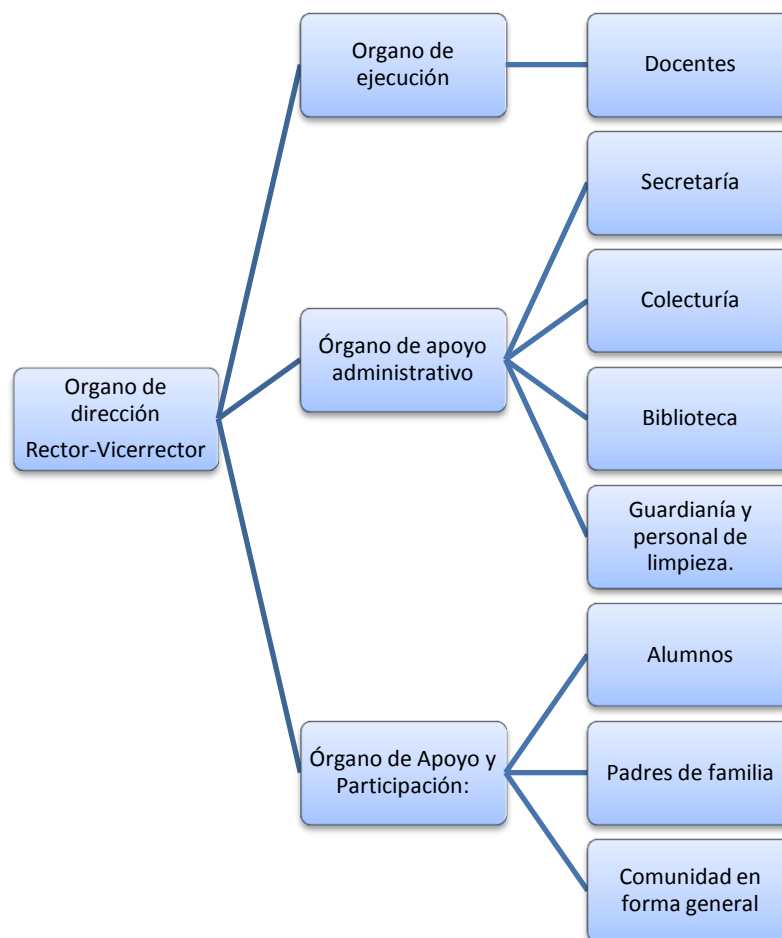 Organo de
ejecución
Docentes
Secretaría
Colecturía
Órgano de apoyo
administrativo
Organo de
dirección
Rector-Vicerrector
Biblioteca
Guardianía y
personal de
limpieza.
Alumnos
Órgano de Apoyo y
Participación:
Padres de familia
Comunidad en
forma general